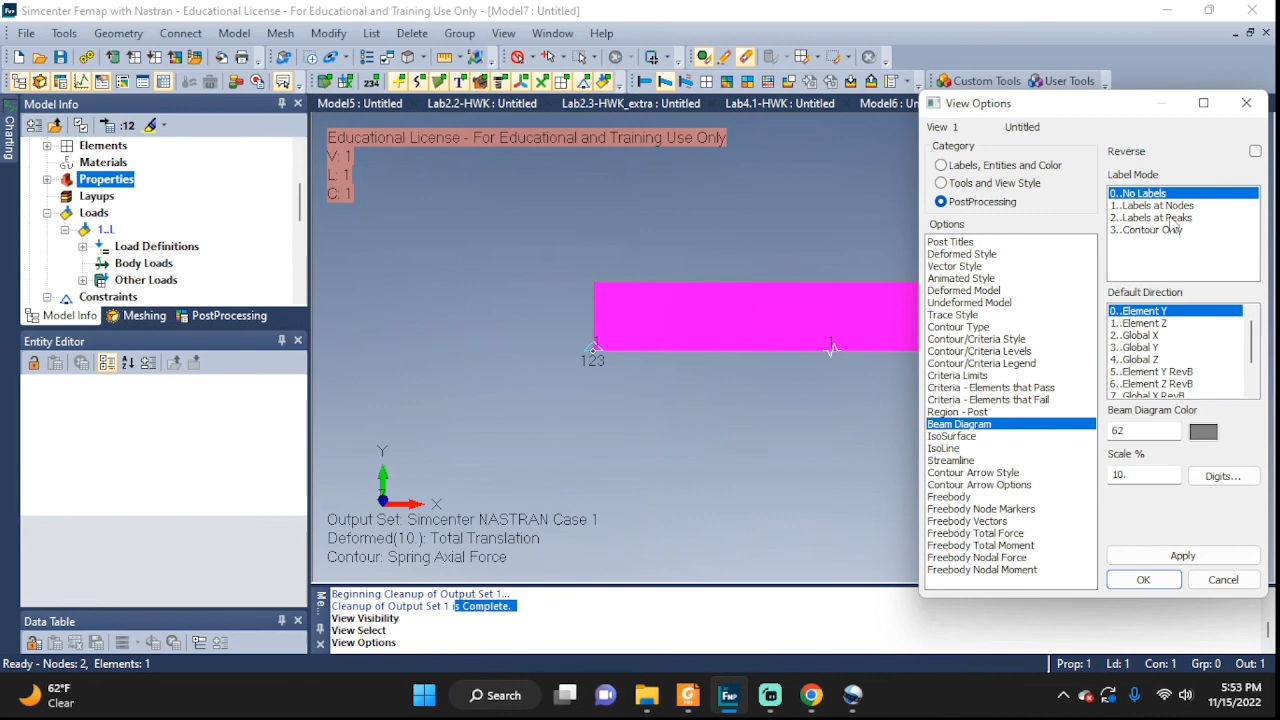 Simcenter Femap with Nastran - Educational License - For Educational and Training Use Only - [Model7 : Untitled]
File Tools Geometry Connect Model Mesh Modify List Delete Group View Window Help
234 Custom Tools User Tools
Model Info
:12
Elements
Materials
Properties
Layups
Loads
1..L
Load Definitions
Body Loads
Other Loads
Constraints
Model Info Meshing PostProcessing
Entity Editor
Data Table
Charting
Model5 : Untitled Lab2.2-HWK : Untitled Lab2.3-HWK_extra : Untitled Lab4.1-HWK : Untitled Model6 : Un
Educational License - For Educational and Training Use Only
V: 1
L: 1
C: 1
1
123
Y
X
Output Set: Simcenter NASTRAN Case 1
Deformed(10.): Total Translation
Contour: Spring Axial Force
Me...
Beginning Cleanup of Output Set 1...
Cleanup of Output Set 1 is Complete.
View Visibility
View Select
View Options
View Options
View 1 Untitled
Category
Labels, Entities and Color
Tools and View Style
PostProcessing
Options
Post Titles
Deformed Style
Vector Style
Animated Style
Deformed Model
Undeformed Model
Trace Style
Contour Type
Contour/Criteria Style
Contour/Criteria Levels
Contour/Criteria Legend
Criteria Limits
Criteria - Elements that Pass
Criteria - Elements that Fail
Region - Post
Beam Diagram
IsoSurface
IsoLine
Streamline
Contour Arrow Style
Contour Arrow Options
Freebody
Freebody Node Markers
Freebody Vectors
Freebody Total Force
Freebody Total Moment
Freebody Nodal Force
Freebody Nodal Moment
Reverse
Label Mode
0..No Labels
1..Labels at Nodes
2..Labels at Peaks
3..Contour Only
Default Direction
0..Element Y
1..Element Z
2..Global X
3..Global Y
4..Global Z
5..Element Y RevB
6..Element Z RevB
7..Global X RevB
Beam Diagram Color
62
Scale %
10. Digits...
Apply
OK Cancel
Ready - Nodes: 2, Elements: 1
Prop: 1 Ld: 1 Con: 1 Grp: 0 Out: 1
62°F
Clear
Search
5:53 PM
11/15/2022